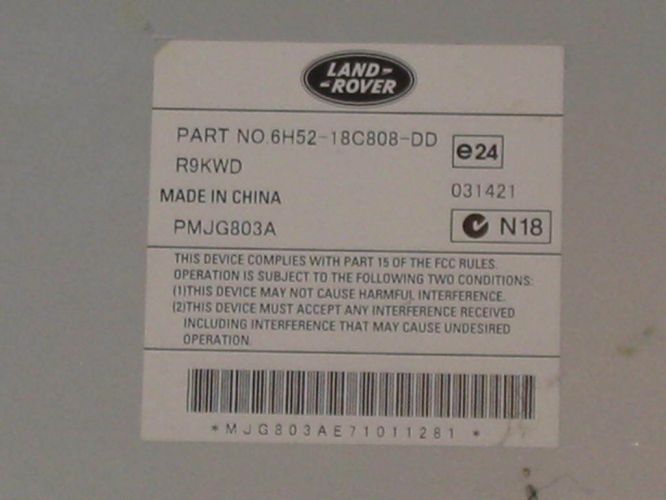 LAND-
-ROVER
PART NO.6H52-18C808-DD
e24
R9KWD
031421
MADE IN CHINA
PMJG803A
N18
THIS DEVICE COMPLIES WITH PART 15 OF THE FCC RULES.
OPERATION IS SUBJECT TO THE FOLLOWING TWO CONDITIONS:
(1)THIS DEVICE MAY NOT CAUSE HARMFUL INTERFERENCE.
(2)THIS DEVICE MUST ACCEPT ANY INTERFERENCE RECEIVED
INCLUDING INTERFERENCE THAT MAY CAUSE UNDESIRED
OPERATION.
*MJG803AE71011281*